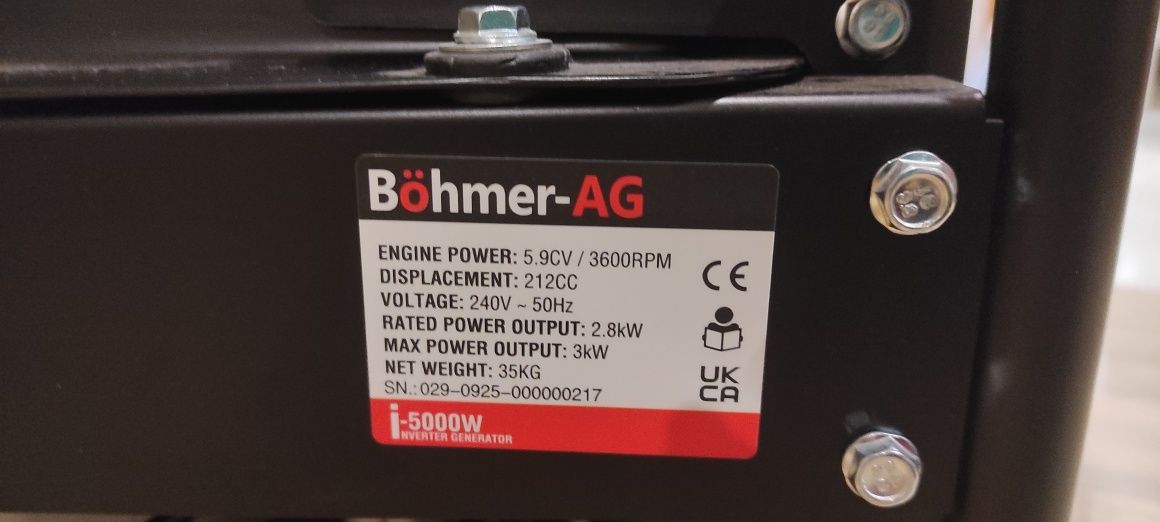 Böhmer-AG
ENGINE POWER: 5.9CV / 3600RPM
DISPLACEMENT: 212CC
VOLTAGE: 240V ~ 50Hz
RATED POWER OUTPUT: 2.8kW
MAX POWER OUTPUT: 3kW
NET WEIGHT: 35KG
SN.: 029-0925-000000217
CE
UK
CA
i-5000W
INVERTER GENERATOR